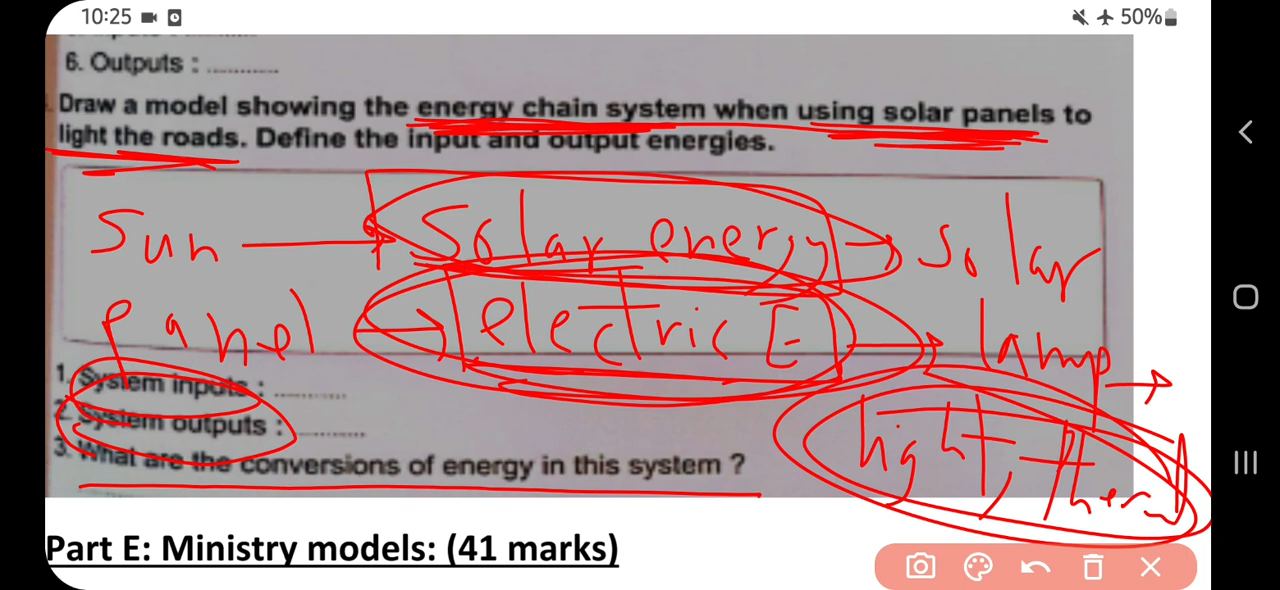 10:25
50%
6. Outputs : ...........
Draw a model showing the energy chain system when using solar panels to
light the roads. Define the input and output energies.
Sun → Solar energy → Solar
panel → electric E → lamp →
light, Thermal
1. System inputs : ...........
2. System outputs : ...........
3. What are the conversions of energy in this system ?
Part E: Ministry models: (41 marks)